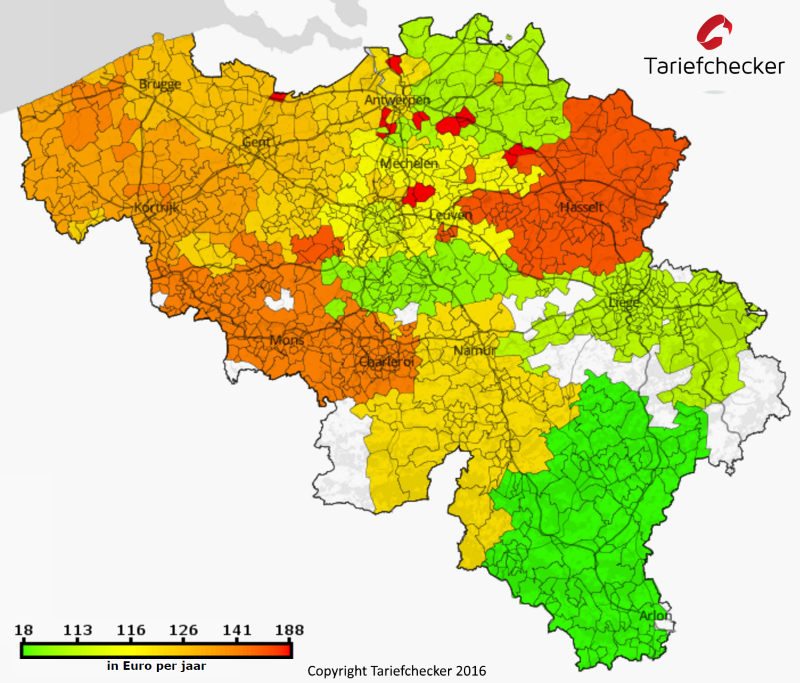 Tariefchecker
Brugge
Antwerpen
Gent
Mechelen
Kortrijk
Leuven
Hasselt
Liege
Mons
Charleroi
Namur
Arlon
18 113 116 126 141 188
in Euro per jaar
Copyright Tariefchecker 2016